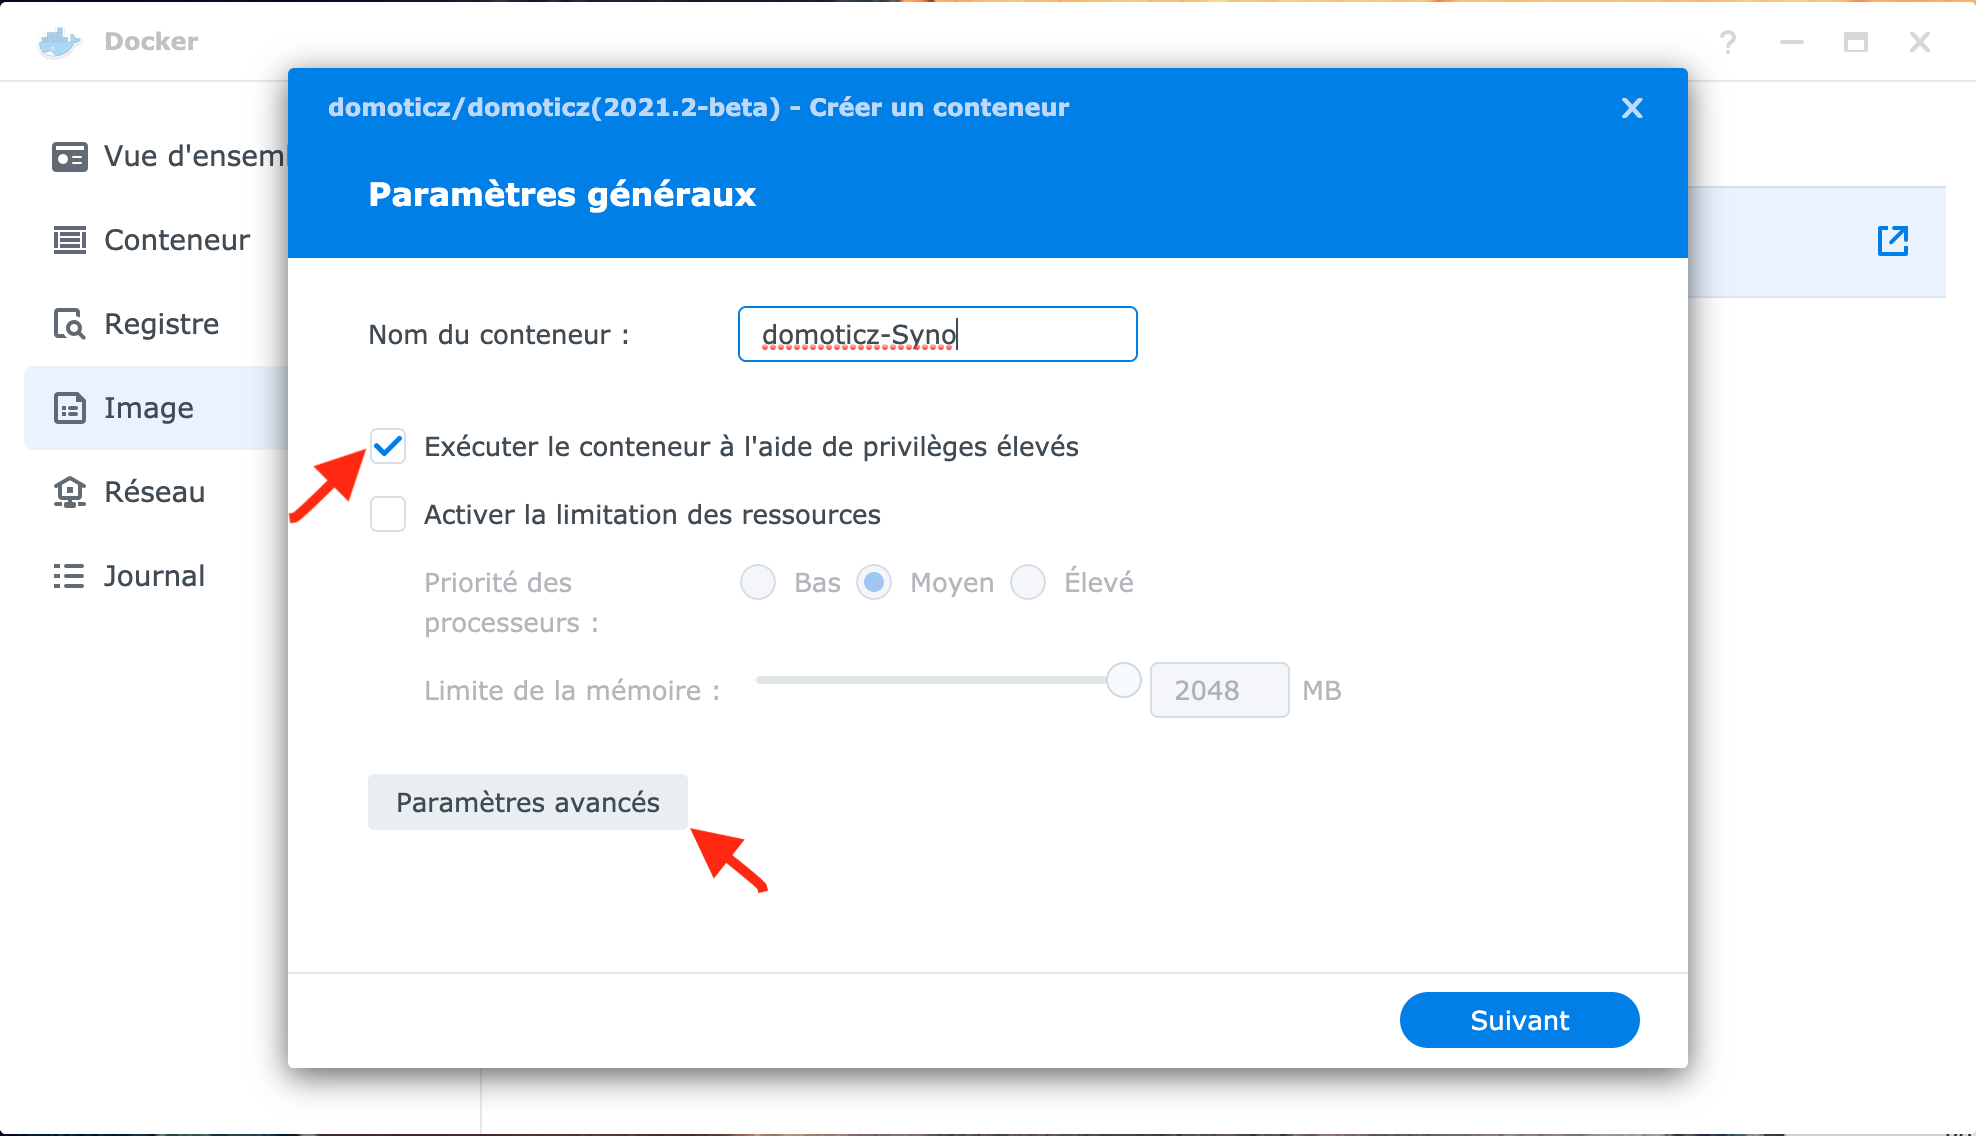 Docker
?
domoticz/domoticz(2021.2-beta) - Créer un conteneur
Paramètres généraux
Vue d'ensem
Conteneur
Registre
Image
Réseau
Journal
Nom du conteneur :
domoticz-Syno
Exécuter le conteneur à l'aide de privilèges élevés
Activer la limitation des ressources
Priorité des
processeurs :
Bas
Moyen
Élevé
Limite de la mémoire :
2048
MB
Paramètres avancés
Suivant